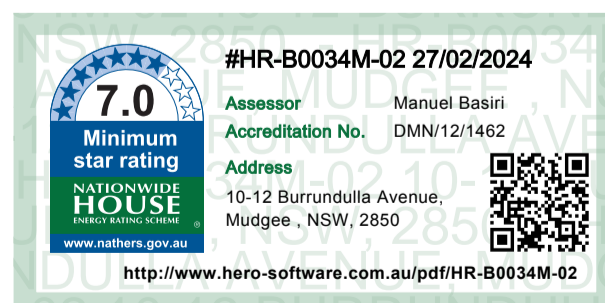 #HR-B0034M-02 27/02/2024
7.0
Minimum
star rating
NATIONWIDE
HOUSE
ENERGY RATING SCHEME
®
www.nathers.gov.au
Assessor Manuel Basiri
Accreditation No. DMN/12/1462
Address
10-12 Burrundulla Avenue,
Mudgee , NSW, 2850
http://www.hero-software.com.au/pdf/HR-B0034M-02